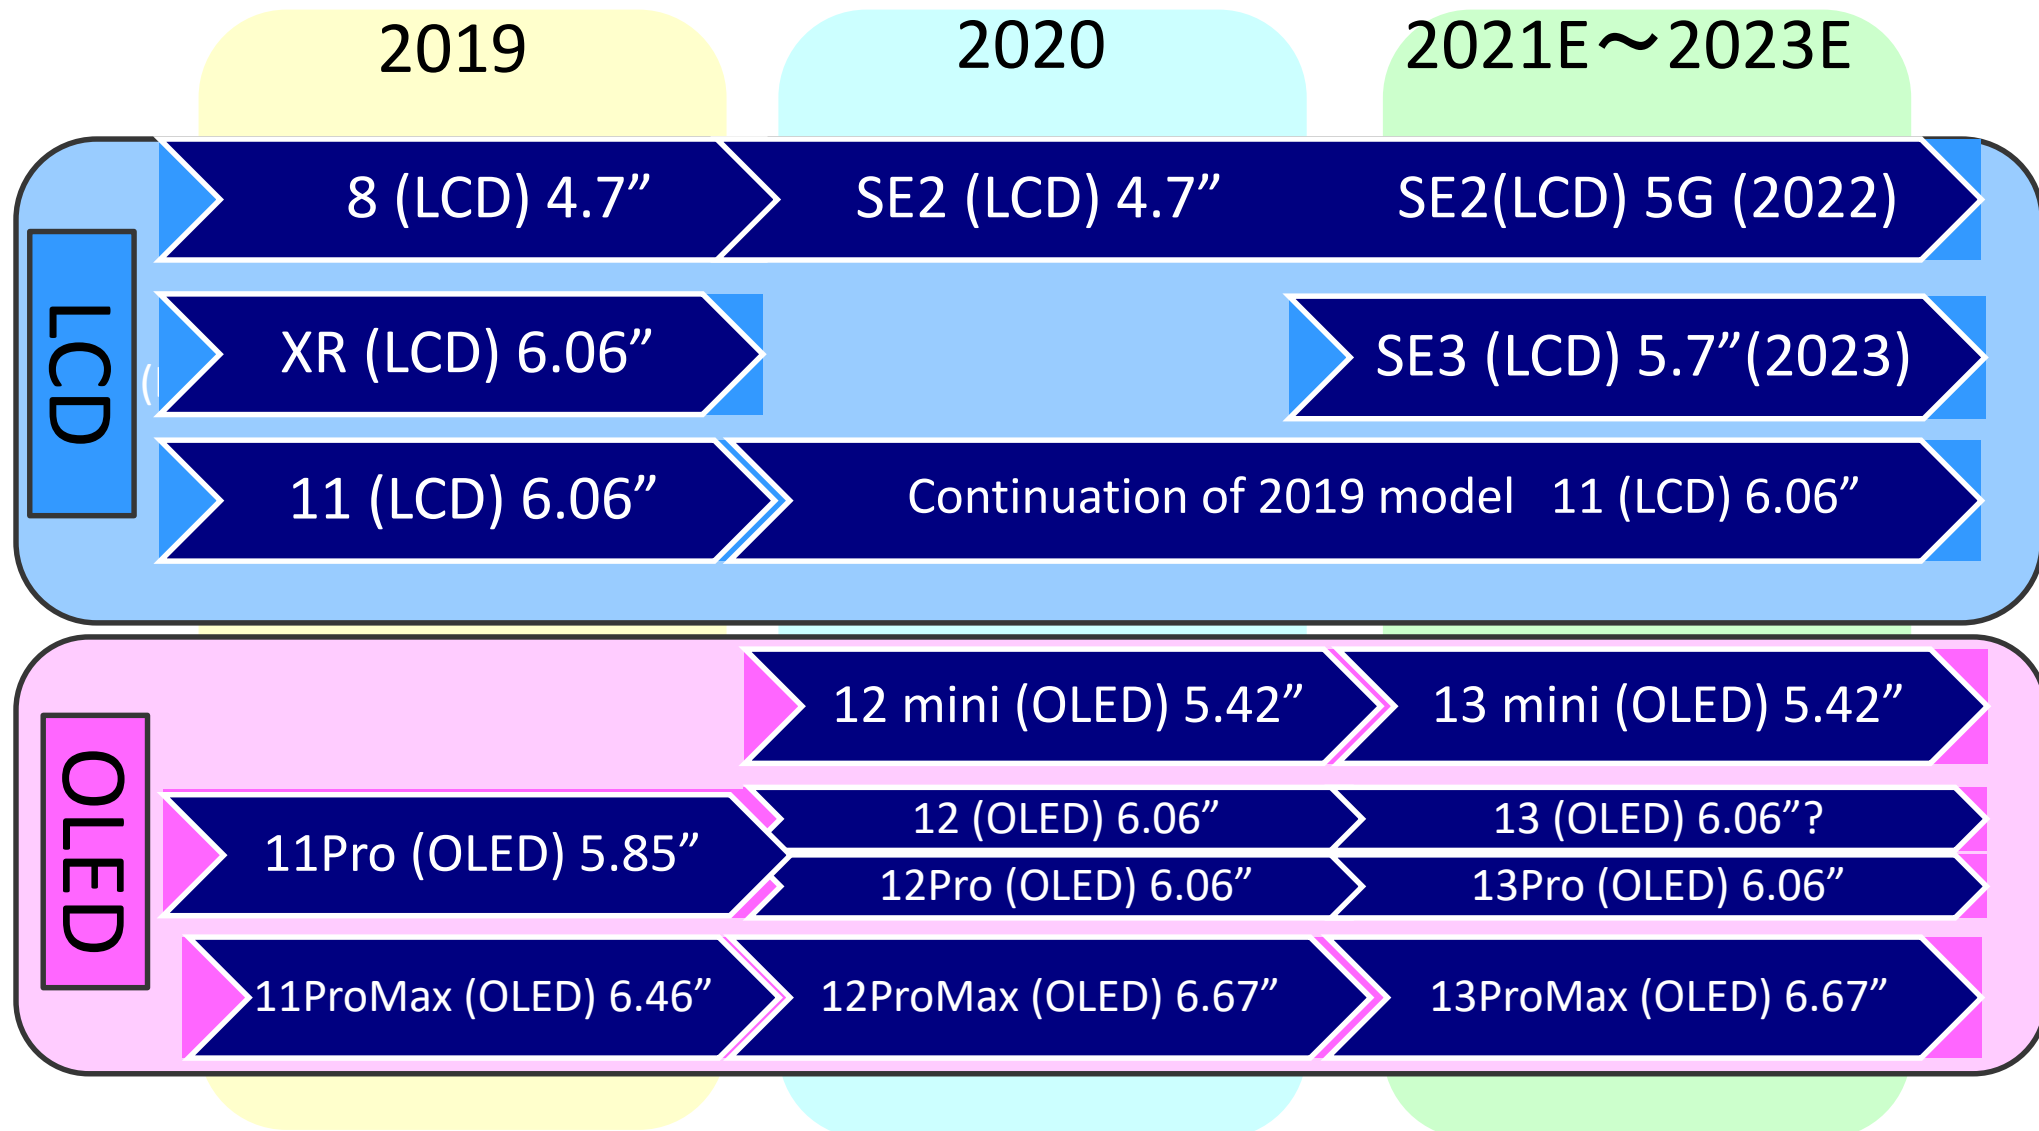 2019
2020
2021E～2023E
LCD
8 (LCD) 4.7”
SE2 (LCD) 4.7”
SE2(LCD) 5G (2022)
XR (LCD) 6.06”
SE3 (LCD) 5.7”(2023)
11 (LCD) 6.06”
Continuation of 2019 model 11 (LCD) 6.06”
OLED
12 mini (OLED) 5.42”
13 mini (OLED) 5.42”
11Pro (OLED) 5.85”
12 (OLED) 6.06”
13 (OLED) 6.06”?
12Pro (OLED) 6.06”
13Pro (OLED) 6.06”
11ProMax (OLED) 6.46”
12ProMax (OLED) 6.67”
13ProMax (OLED) 6.67”